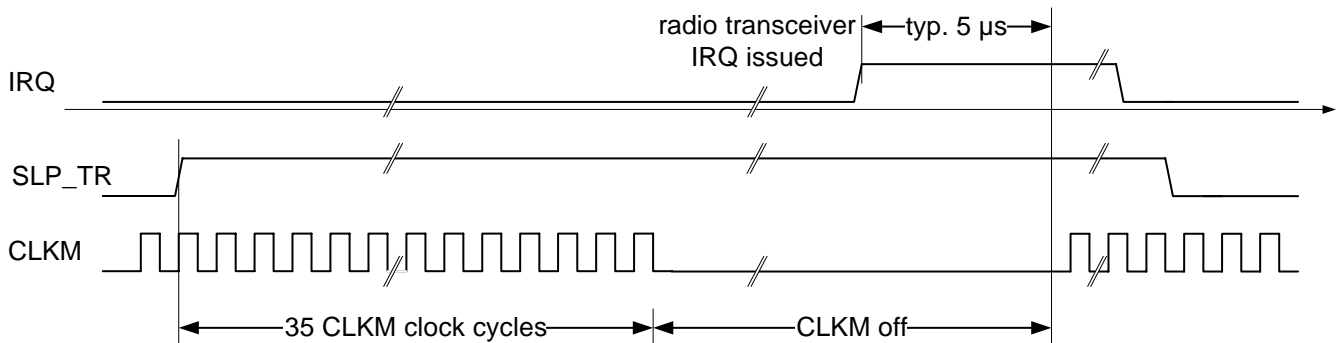 radio transceiver
IRQ issued
typ. 5 µs
IRQ
SLP_TR
CLKM
35 CLKM clock cycles
CLKM off